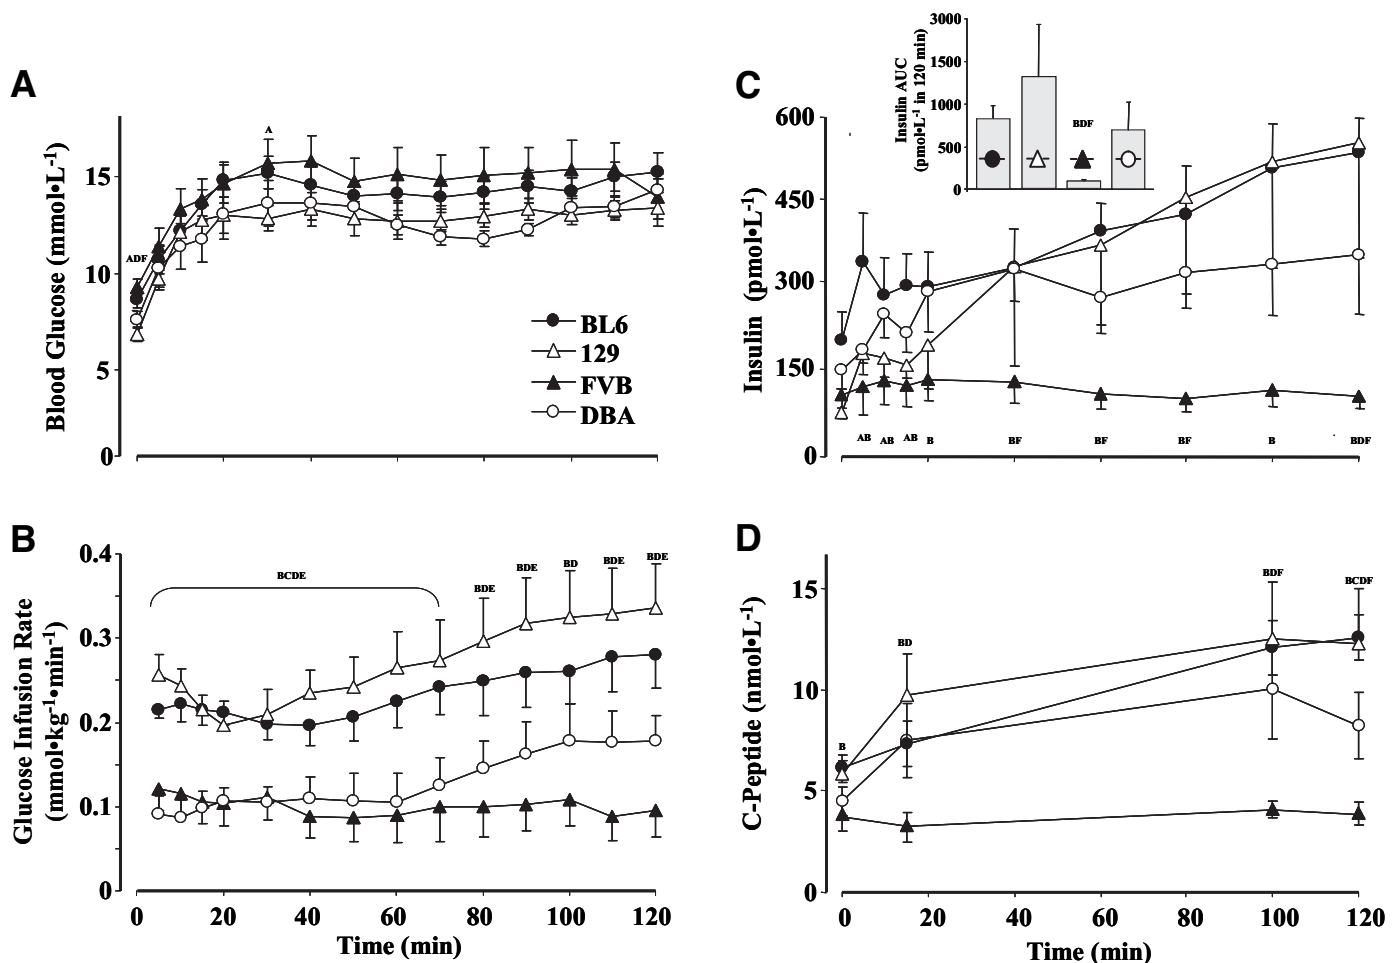 A
Blood Glucose (mmol•L-1)
15
10
5
0
ADF
A
BL6
129
FVB
DBA
B
Glucose Infusion Rate
(mmol•kg-1•min-1)
0.4
0.3
0.2
0.1
0
BCDE
BDE
BDE
BD
BDE
BDE
0 20 40 60 80 100 120
Time (min)
C
Insulin AUC
(pmol•L-1 in 120 min)
3000
1500
1000
500
0
BDF
Insulin (pmol•L-1)
600
450
300
150
0
AB AB AB B BF BF BF B BDF
D
C-Peptide (nmol•L-1)
15
10
5
0
B
BD
BDF
BCDF
0 20 40 60 80 100 120
Time (min)